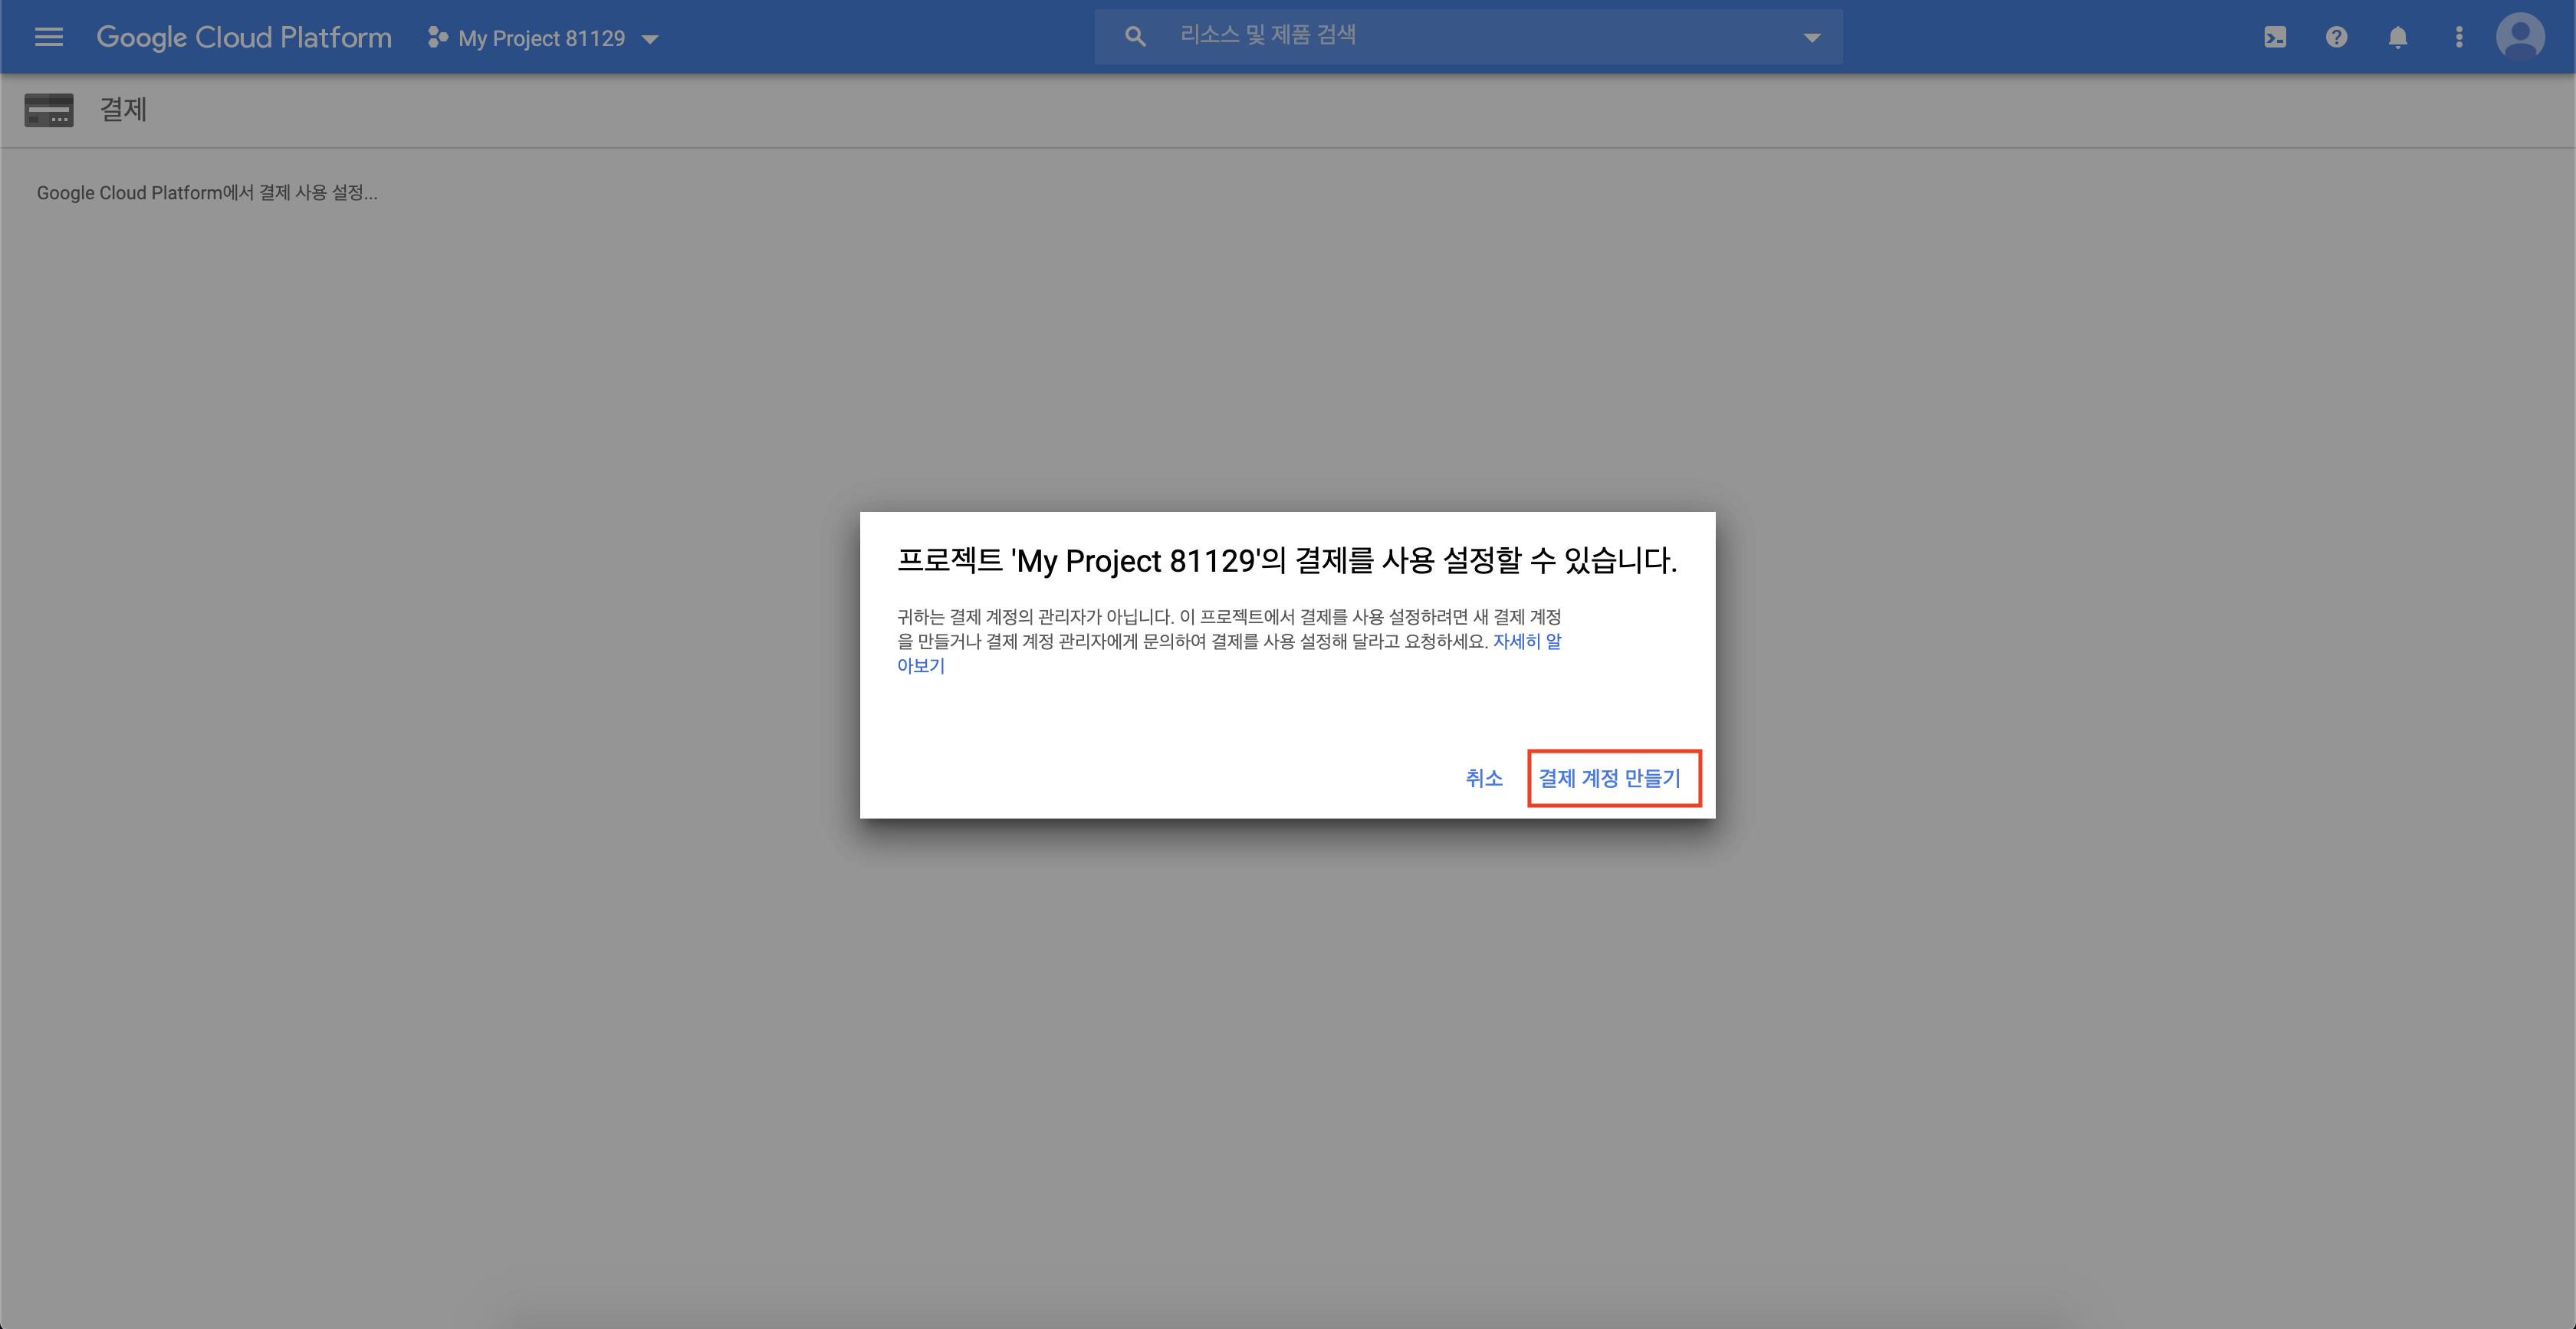 Google Cloud Platform
My Project 81129
리소스 및 제품 검색
결제
Google Cloud Platform에서 결제 사용 설정...
프로젝트 'My Project 81129'의 결제를 사용 설정할 수 있습니다.
귀하는 결제 계정의 관리자가 아닙니다. 이 프로젝트에서 결제를 사용 설정하려면 새 결제 계정
을 만들거나 결제 계정 관리자에게 문의하여 결제를 사용 설정해 달라고 요청하세요. 자세히 알
아보기
취소
결제 계정 만들기